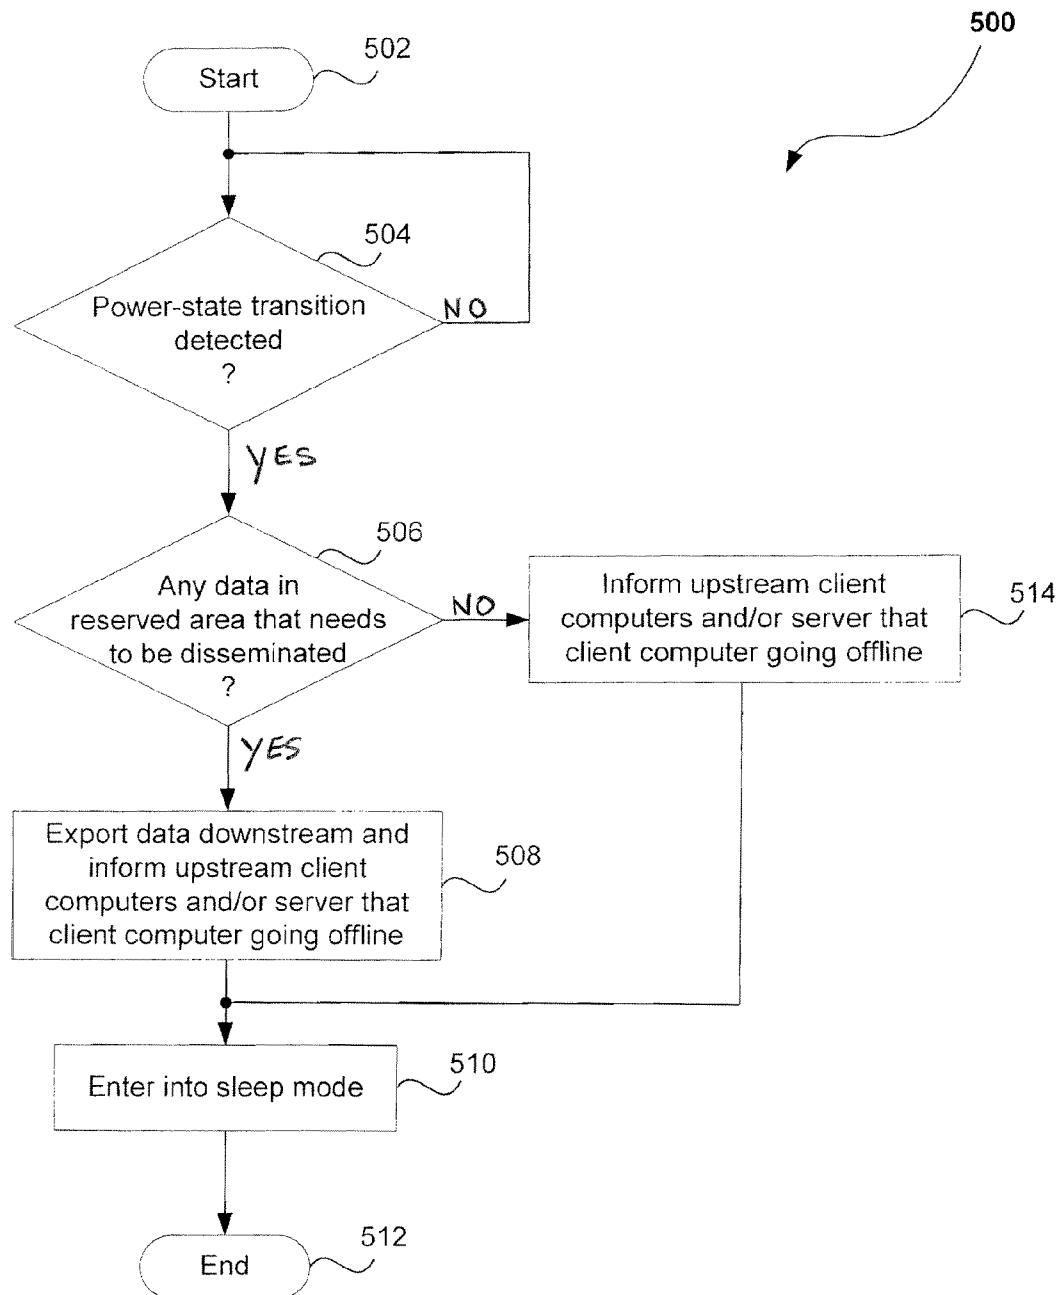 500
502
Start
504
Power-state transition
detected
?
NO
YES
506
Any data in
reserved area that needs
to be disseminated
?
NO
Inform upstream client
computers and/or server that
client computer going offline
514
YES
Export data downstream and
inform upstream client
computers and/or server that
client computer going offline
508
Enter into sleep mode
510
End
512